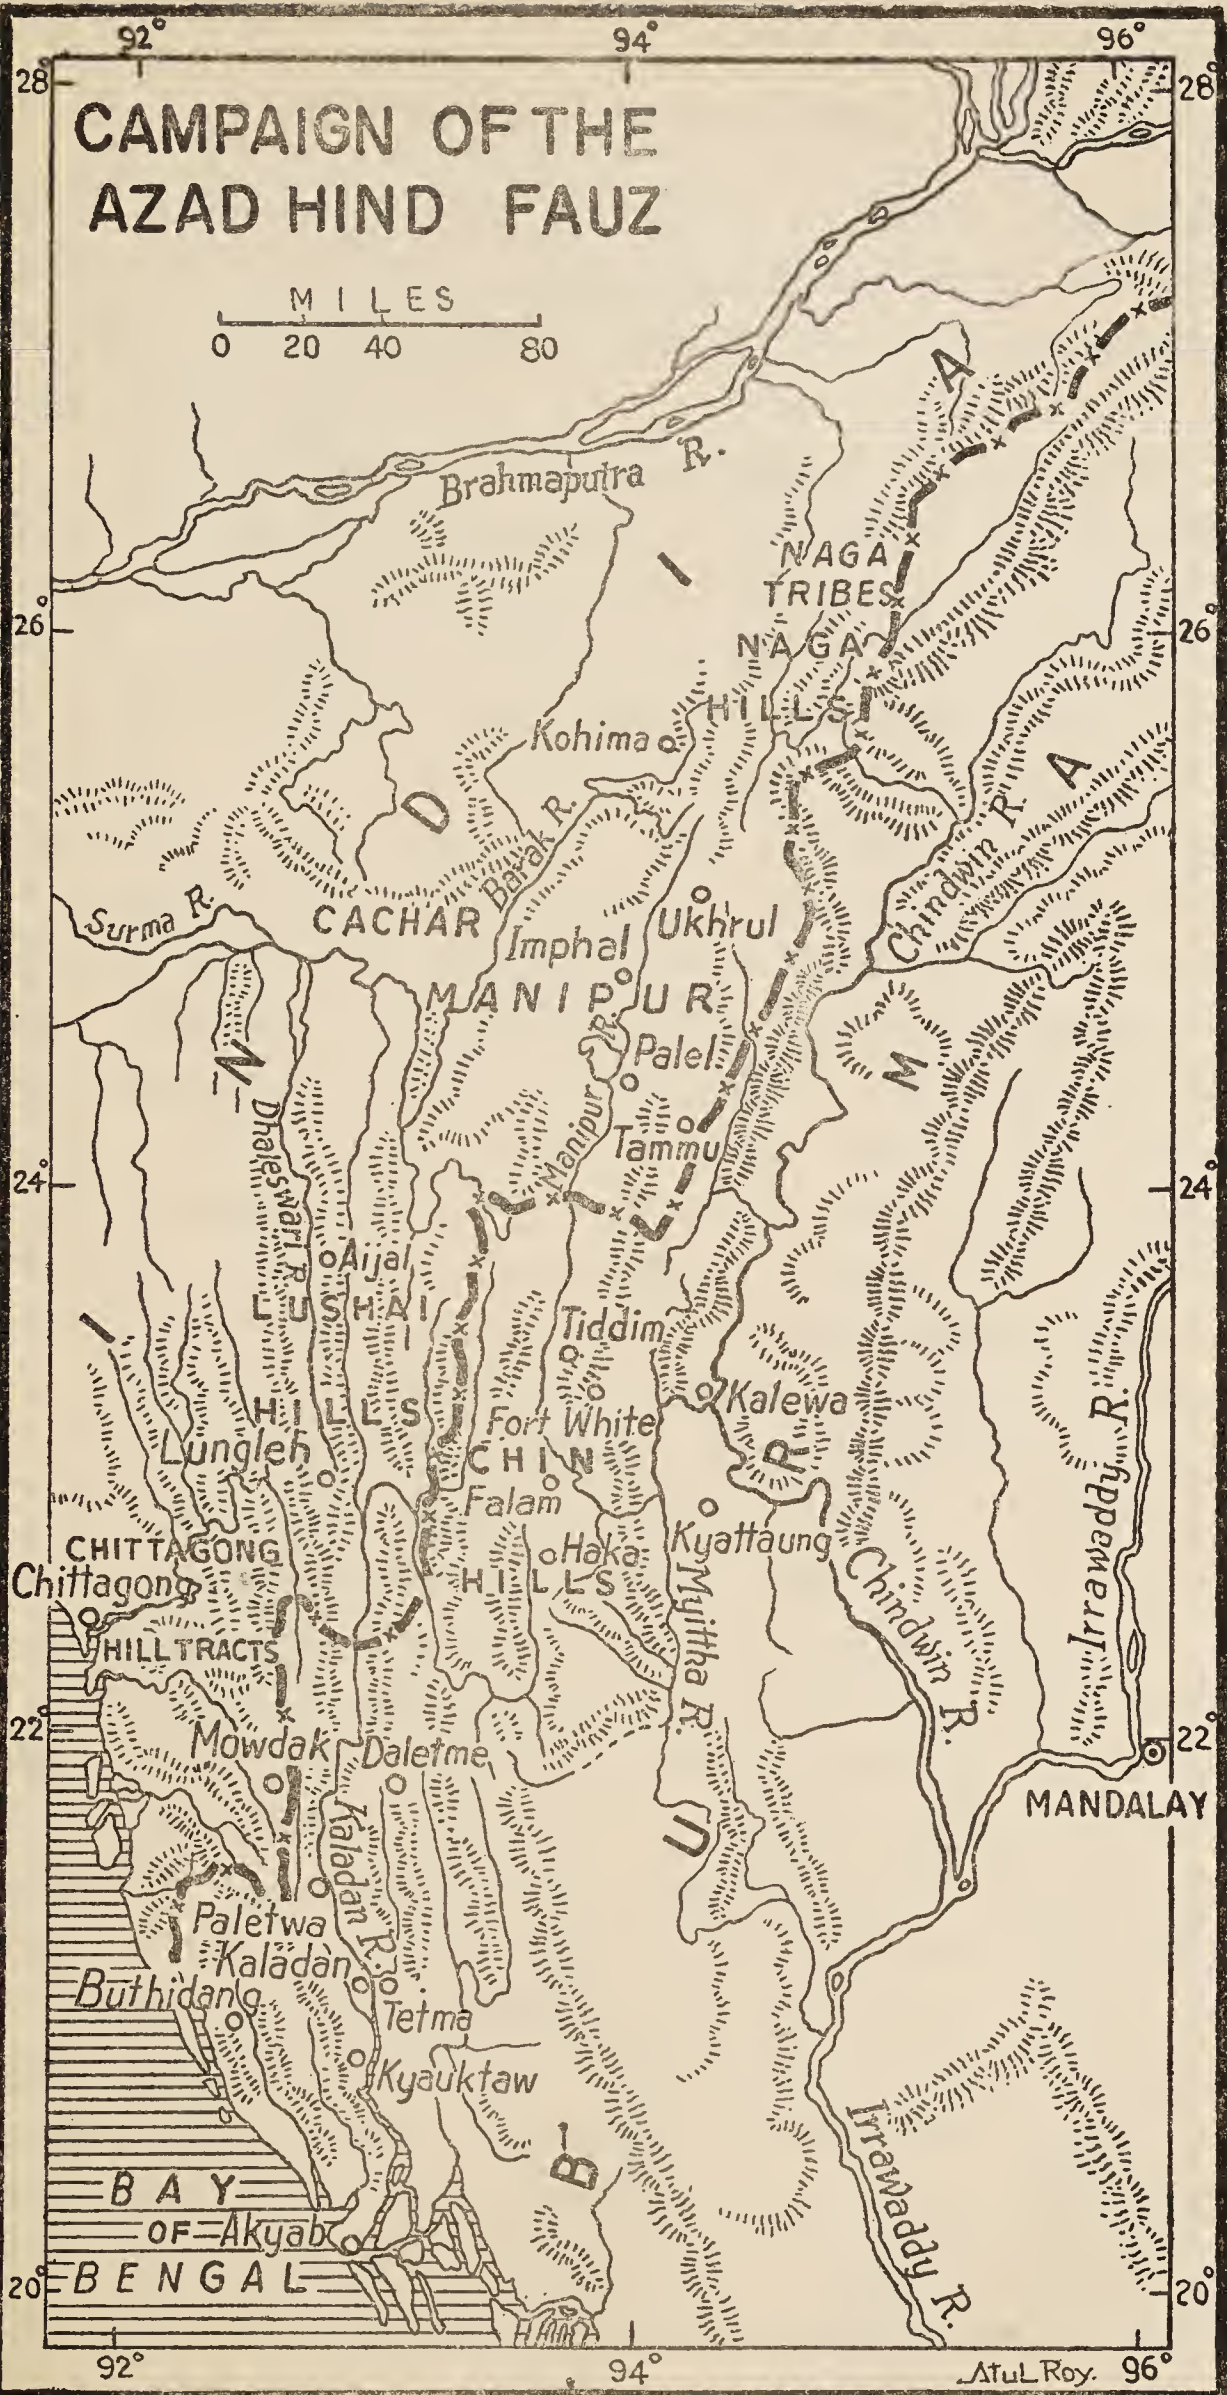 92° 94° 96°
28° 28°
CAMPAIGN OF THE
AZAD HIND FAUZ
MILES
0 20 40 80
A
Brahmaputra R.
I
NAGA
TRIBES
26° 26°
NAGA
HILLS
Kohima
D
A
Barak R.
Chindwin R.
Surma R.
CACHAR
Ukhrul
Imphal
MANIPUR
R.
N
Palel
M
Dhaleswari R.
Manipur
Tammu
24° 24°
Aijal
LUSHAI
I
Tiddim
Kalewa
HILLS
Fort White
Irrawaddy R.
Lungleh
CHIN
R
Falam
Kyattaung
CHITTAGONG
Haka
Chittagong
HILLS
Myittha R.
Chindwin R.
HILL TRACTS
22° 22°
Mowdak
Daletme
MANDALAY
Kaladan R.
U
Paletwa
Kaladan
Buthidang
Tetma
Kyauktaw
Irrawaddy R.
B
BAY
OF Akyab
BENGAL
20° 20°
92° 94° Atul Roy. 96°